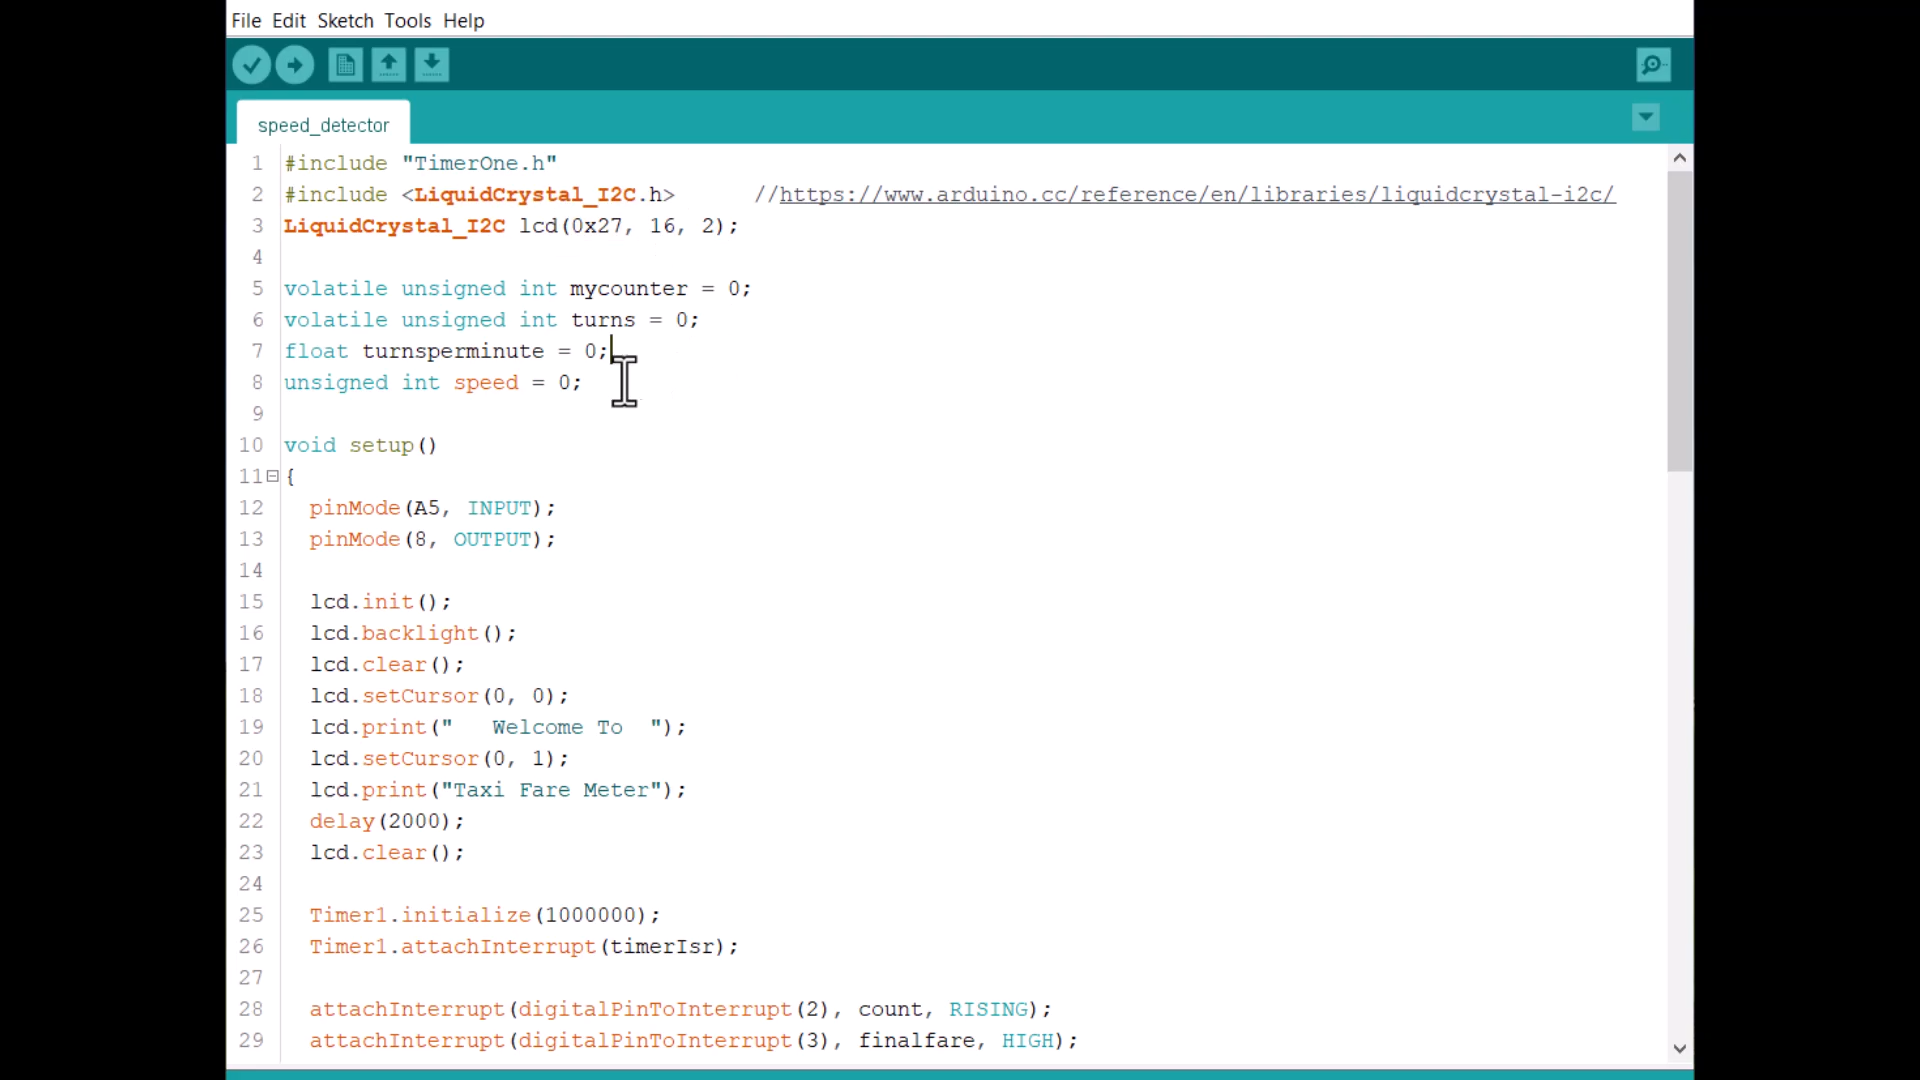 File Edit Sketch Tools Help
speed_detector
1 #include "TimerOne.h"
2 #include <LiquidCrystal_I2C.h>      //https://www.arduino.cc/reference/en/libraries/liquidcrystal-i2c/
3 LiquidCrystal_I2C lcd(0x27, 16, 2);
4
5 volatile unsigned int mycounter = 0;
6 volatile unsigned int turns = 0;
7 float turnsperminute = 0;
8 unsigned int speed = 0;
9
10 void setup()
11 {
12   pinMode(A5, INPUT);
13   pinMode(8, OUTPUT);
14
15   lcd.init();
16   lcd.backlight();
17   lcd.clear();
18   lcd.setCursor(0, 0);
19   lcd.print("   Welcome To  ");
20   lcd.setCursor(0, 1);
21   lcd.print("Taxi Fare Meter");
22   delay(2000);
23   lcd.clear();
24
25   Timer1.initialize(1000000);
26   Timer1.attachInterrupt(timerIsr);
27
28   attachInterrupt(digitalPinToInterrupt(2), count, RISING);
29   attachInterrupt(digitalPinToInterrupt(3), finalfare, HIGH);